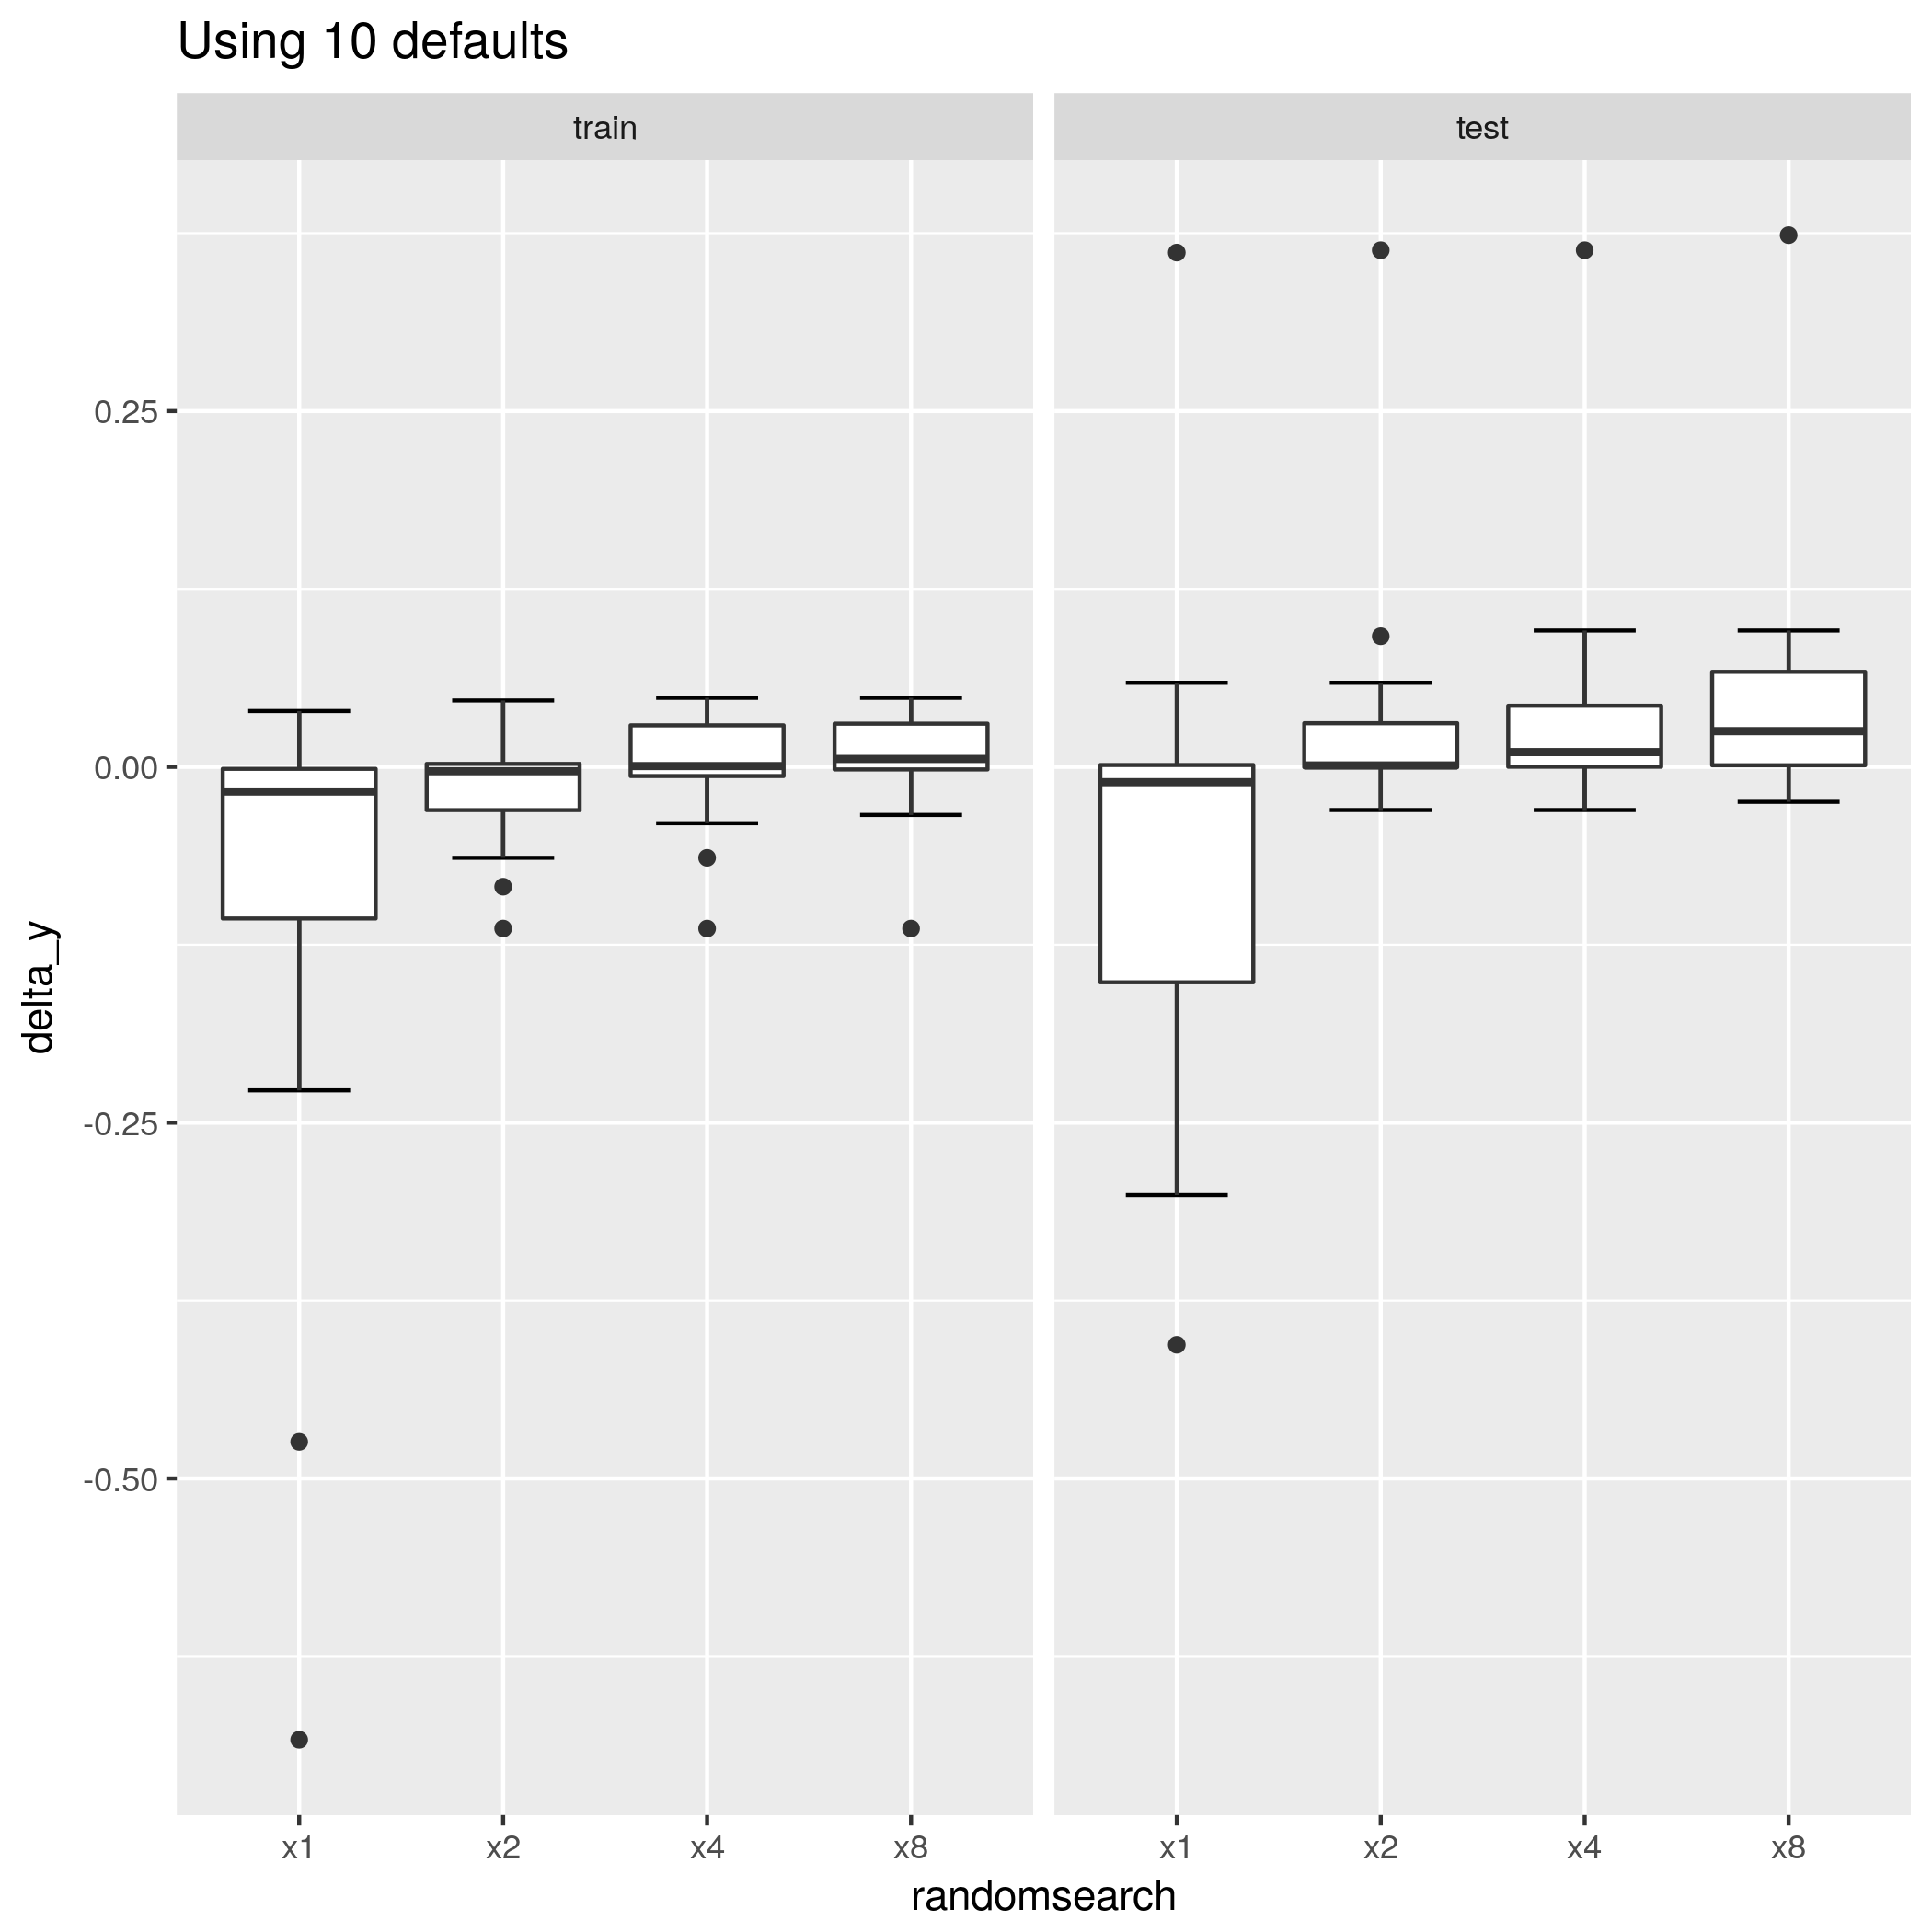 Using 10 defaults
train
test
0.25
0.00
-0.25
-0.50
delta_y
x1 x2 x4 x8 x1 x2 x4 x8
randomsearch